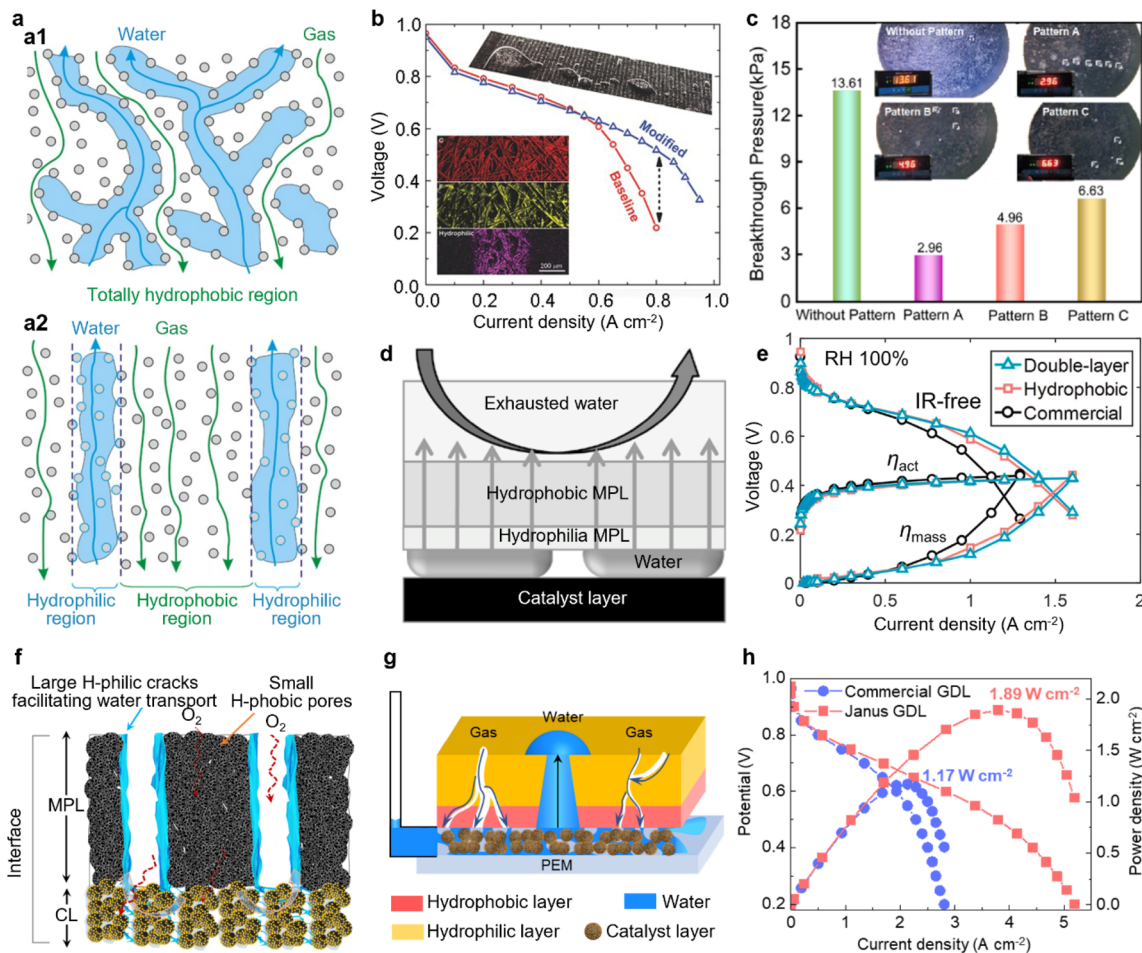 a
a1
Water
Gas
Totally hydrophobic region
a2
Water
Gas
Hydrophilic
region
Hydrophobic
region
Hydrophilic
region
b
1.0
0.8
0.6
0.4
0.2
0.0
0.2
0.4
0.6
0.8
1.0
Voltage (V)
Current density (A cm-2)
Modified
Baseline
C
Hydrophilic
200 μm
c
18
15
12
9
6
3
0
Breakthrough Pressure(kPa)
Without Pattern
13.61
Pattern A
2.96
Pattern B
4.96
Pattern C
6.63
13.61
2.96
4.96
6.63
Without Pattern
Pattern A
Pattern B
Pattern C
d
Exhausted water
Hydrophobic MPL
Hydrophilia MPL
Water
Catalyst layer
e
RH 100%
Double-layer
Hydrophobic
Commercial
IR-free
ηact
ηmass
1.2
0.8
0.4
0
0
0.5
1
1.5
2
Voltage (V)
Current density (A cm-2)
f
Large H-philic cracks
facilitating water transport
Small
H-phobic pores
O2
O2
Interface
MPL
CL
g
Water
Gas
Gas
PEM
Hydrophobic layer
Water
Hydrophilic layer
Catalyst layer
h
Commercial GDL
Janus GDL
1.89 W cm-2
1.17 W cm-2
1.0
0.8
0.6
0.4
0.2
0
1
2
3
4
5
2.0
1.5
1.0
0.5
0.0
Potential (V)
Power density (W cm-2)
Current density (A cm-2)